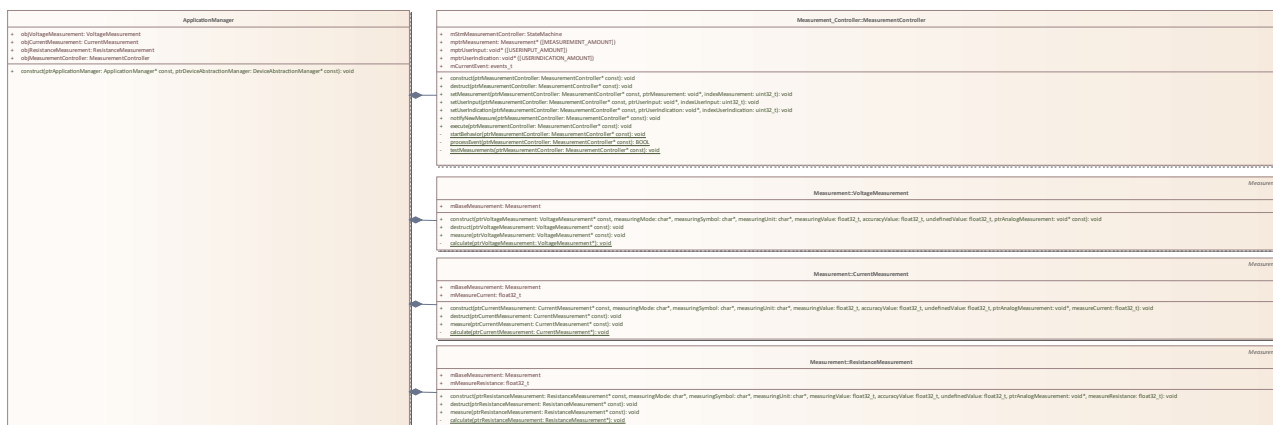 ApplicationManager
+ objVoltageMeasurement: VoltageMeasurement
+ objCurrentMeasurement: CurrentMeasurement
+ objResistanceMeasurement: ResistanceMeasurement
+ objMeasurementController: MeasurementController
+ construct(ptrApplicationManager: ApplicationManager* const, ptrDeviceAbstractionManager: DeviceAbstractionManager* const): void
Measurement_Controller::MeasurementController
+ mStmMeasurementController: StateMachine
+ mptrMeasurement: Measurement* ([MEASUREMENT_AMOUNT])
+ mptrUserInput: void* ([USERINPUT_AMOUNT])
+ mptrUserIndication: void* ([USERINDICATION_AMOUNT])
+ mCurrentEvent: events_t
+ construct(ptrMeasurementController: MeasurementController* const): void
+ destruct(ptrMeasurementController: MeasurementController* const): void
+ setMeasurement(ptrMeasurementController: MeasurementController* const, ptrMeasurement: void*, indexMeasurement: uint32_t): void
+ setUserInput(ptrMeasurementController: MeasurementController* const, ptrUserInput: void*, indexUserInput: uint32_t): void
+ setUserIndication(ptrMeasurementController: MeasurementController* const, ptrUserIndication: void*, indexUserIndication: uint32_t): void
+ notifyNewMeasure(ptrMeasurementController: MeasurementController* const): void
+ execute(ptrMeasurementController: MeasurementController* const): void
- startBehavior(ptrMeasurementController: MeasurementController* const): void
- processEvent(ptrMeasurementController: MeasurementController* const): BOOL
- testMeasurements(ptrMeasurementController: MeasurementController* const): void
Measurem
Measurement::VoltageMeasurement
+ mBaseMeasurement: Measurement
+ construct(ptrVoltageMeasurement: VoltageMeasurement* const, measuringMode: char*, measuringSymbol: char*, measuringUnit: char*, measuringValue: float32_t, accuracyValue: float32_t, undefinedValue: float32_t, ptrAnalogMeasurement: void* const): void
+ destruct(ptrVoltageMeasurement: VoltageMeasurement* const): void
+ measure(ptrVoltageMeasurement: VoltageMeasurement* const): void
- calculate(ptrVoltageMeasurement: VoltageMeasurement*): void
Measurem
Measurement::CurrentMeasurement
+ mBaseMeasurement: Measurement
+ mMeasureCurrent: float32_t
+ construct(ptrCurrentMeasurement: CurrentMeasurement* const, measuringMode: char*, measuringSymbol: char*, measuringUnit: char*, measuringValue: float32_t, accuracyValue: float32_t, undefinedValue: float32_t, ptrAnalogMeasurement: void*, measureCurrent: float32_t): void
+ destruct(ptrCurrentMeasurement: CurrentMeasurement* const): void
+ measure(ptrCurrentMeasurement: CurrentMeasurement* const): void
- calculate(ptrCurrentMeasurement: CurrentMeasurement*): void
Measurem
Measurement::ResistanceMeasurement
+ mBaseMeasurement: Measurement
+ mMeasureResistance: float32_t
+ construct(ptrResistanceMeasurement: ResistanceMeasurement* const, measuringMode: char*, measuringSymbol: char*, measuringUnit: char*, measuringValue: float32_t, accuracyValue: float32_t, undefinedValue: float32_t, ptrAnalogMeasurement: void*, measureResistance: float32_t): void
+ destruct(ptrResistanceMeasurement: ResistanceMeasurement* const): void
+ measure(ptrResistanceMeasurement: ResistanceMeasurement* const): void
- calculate(ptrResistanceMeasurement: ResistanceMeasurement*): void